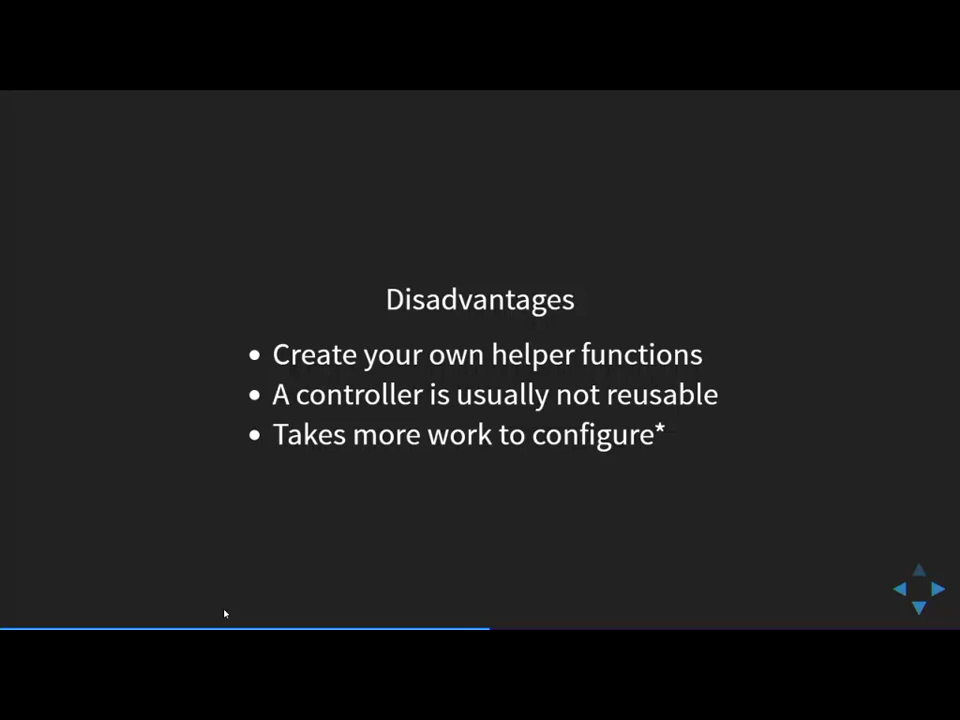 Disadvantages
• Create your own helper functions
• A controller is usually not reusable
• Takes more work to configure*